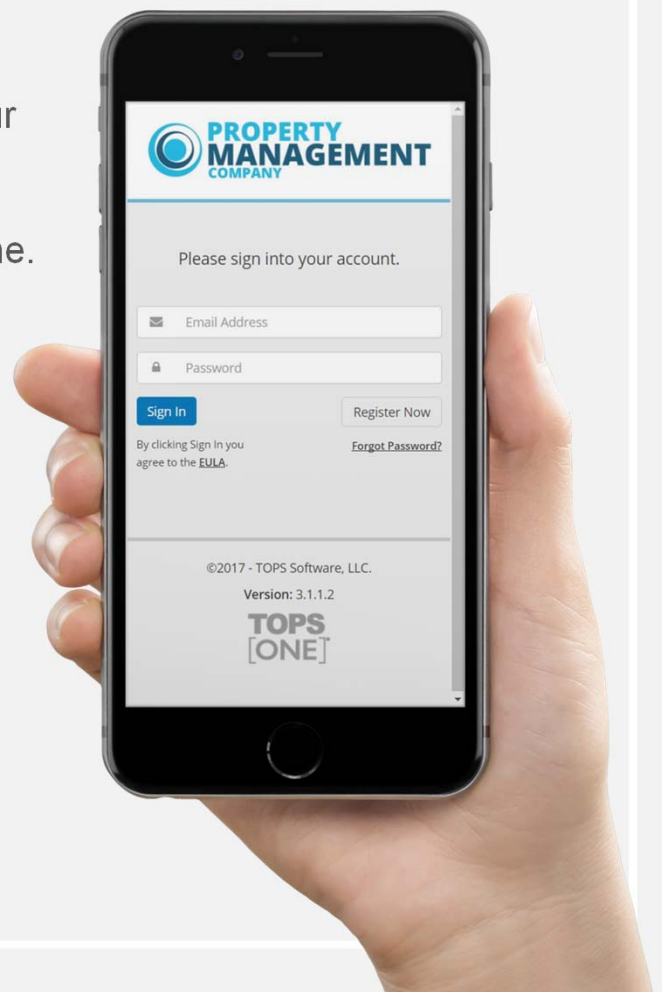 PROPERTY
MANAGEMENT
COMPANY
Please sign into your account.
Email Address
Password
Sign In
Register Now
By clicking Sign In you
agree to the EULA.
Forgot Password?
©2017 - TOPS Software, LLC.
Version: 3.1.1.2
TOPS
[ONE]